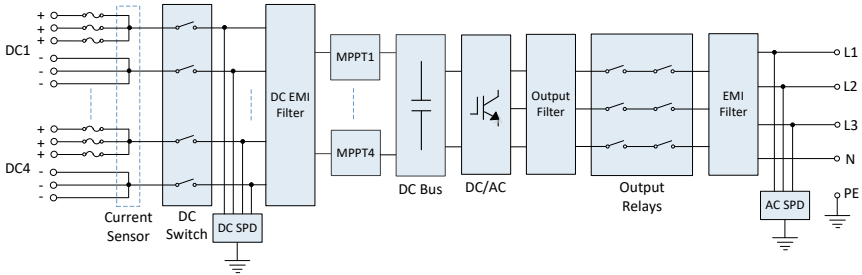 DC1
+
+
+
-
-
-
DC4
+
+
+
-
-
-
Current
Sensor
DC
Switch
DC SPD
DC EMI
Filter
MPPT1
MPPT4
DC Bus
DC/AC
Output
Filter
Output
Relays
EMI
Filter
AC SPD
L1
L2
L3
N
PE